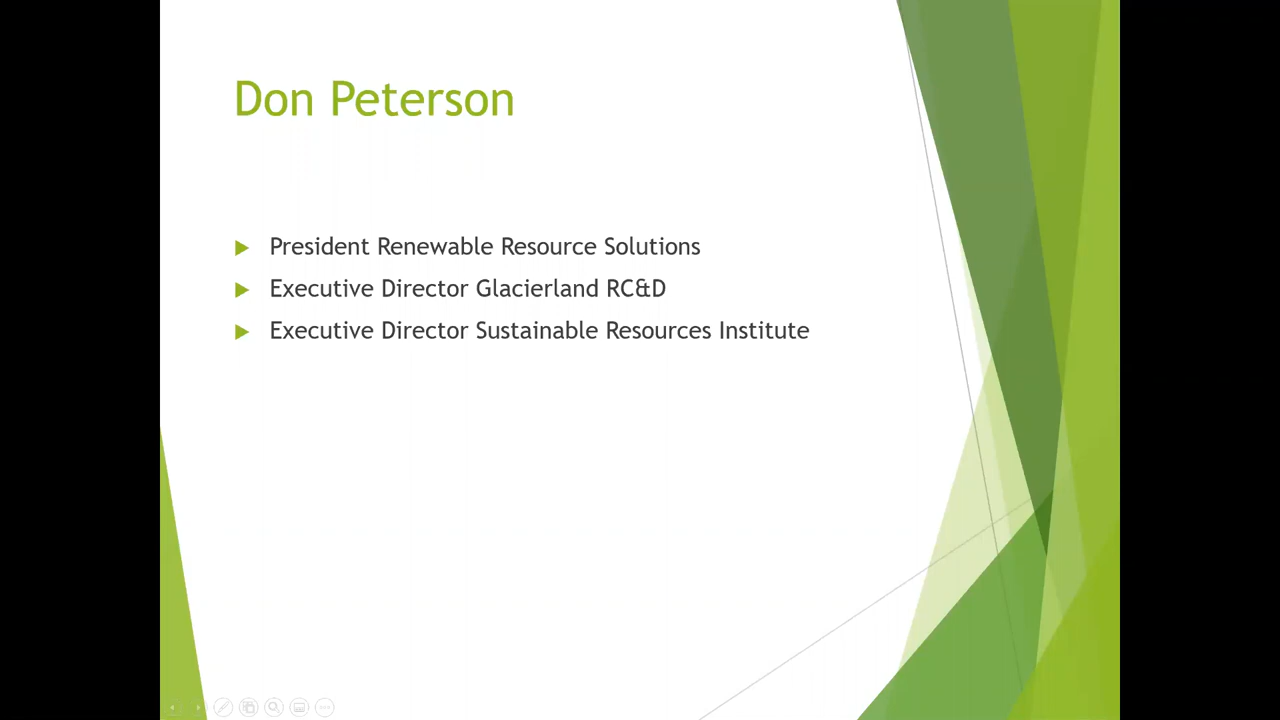 Don Peterson
President Renewable Resource Solutions
Executive Director Glacierland RC&D
Executive Director Sustainable Resources Institute